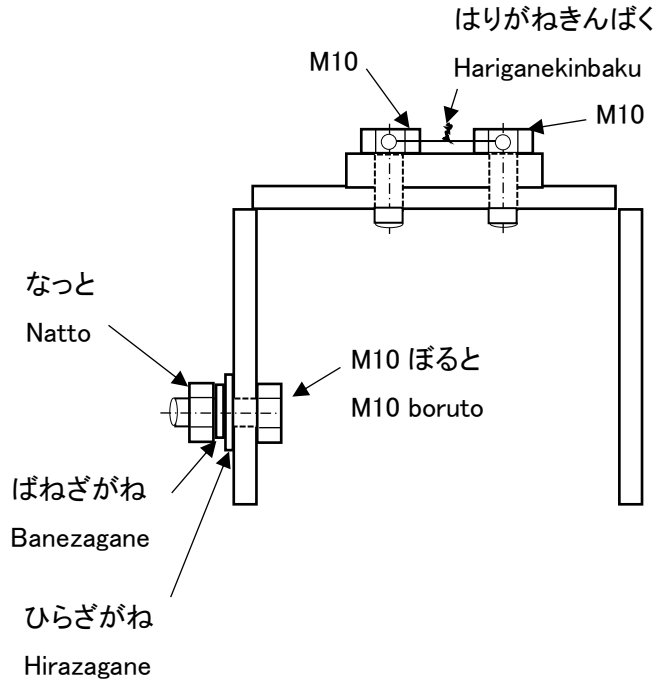 はりがねきんばく
Hariganekinbaku
M10
M10
なっと
Natto
M10 ぼると
M10 boruto
ばねざがね
Banezagane
ひらざがね
Hirazagane